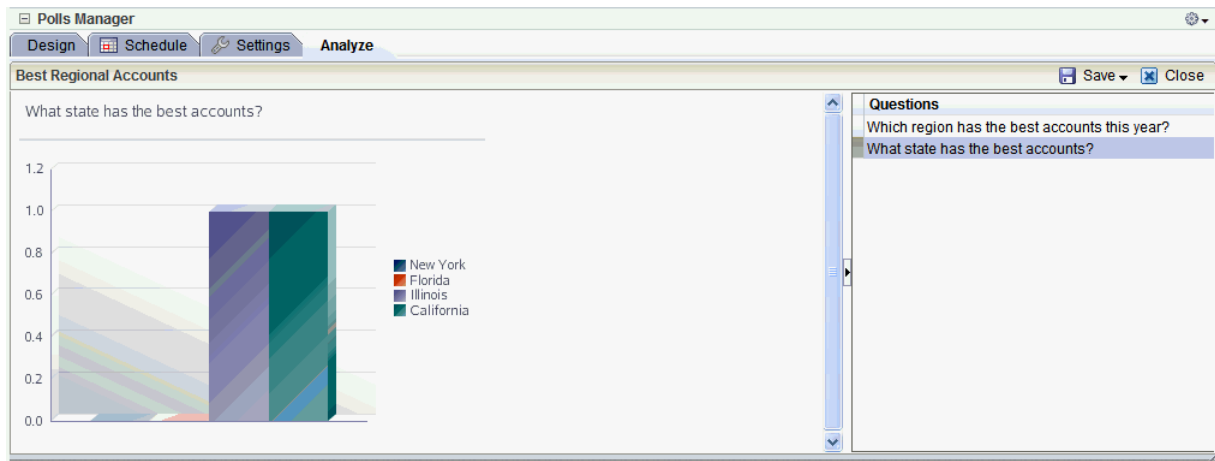 Polls Manager
Design Schedule Settings Analyze
Best Regional Accounts Save Close
What state has the best accounts?
1.2
1.0
0.8
0.6
0.4
0.2
0.0
New York
Florida
Illinois
California
Questions
Which region has the best accounts this year?
What state has the best accounts?